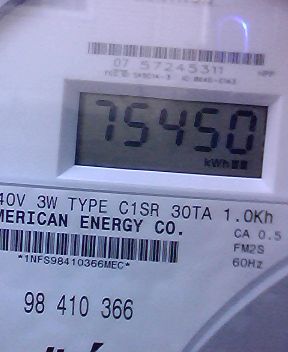 07 57245311
75450
kWh
40V 3W TYPE C1SR 30TA 1.0Kh
MERICAN ENERGY CO.
CA 0.5
FM2S
*1NFS98410366MEC*
60Hz
98 410 366